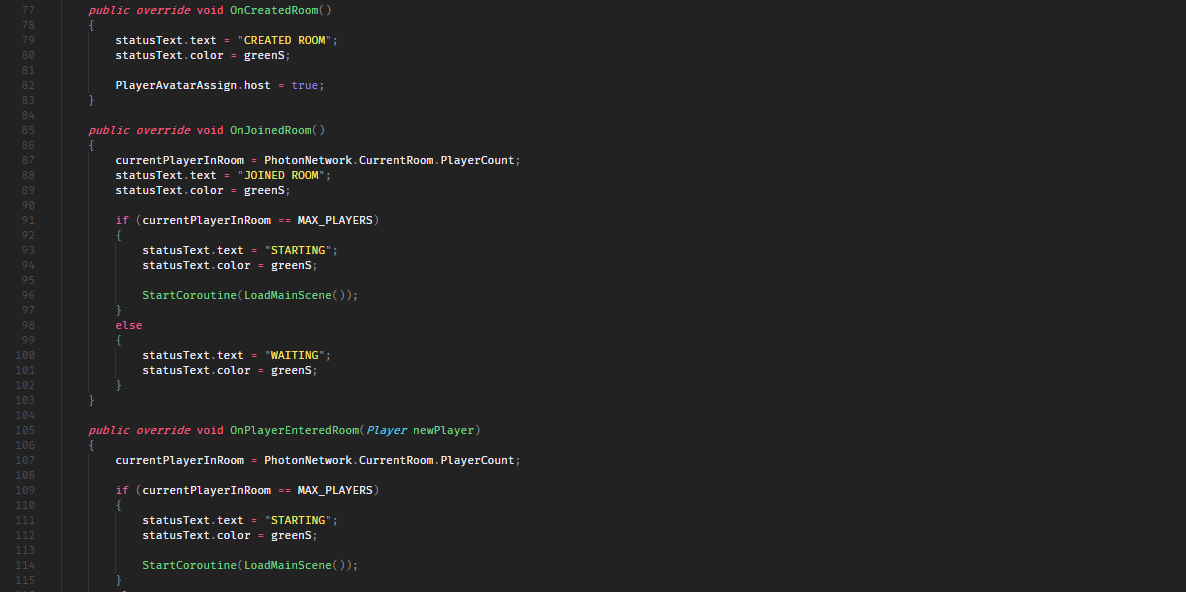 77 public override void OnCreatedRoom()
78 {
79 statusText.text = "CREATED ROOM";
80 statusText.color = greenS;
81
82 PlayerAvatarAssign.host = true;
83 }
84
85 public override void OnJoinedRoom()
86 {
87 currentPlayerInRoom = PhotonNetwork.CurrentRoom.PlayerCount;
88 statusText.text = "JOINED ROOM";
89 statusText.color = greenS;
90
91 if (currentPlayerInRoom == MAX_PLAYERS)
92 {
93 statusText.text = "STARTING";
94 statusText.color = greenS;
95
96 StartCoroutine(LoadMainScene());
97 }
98 else
99 {
100 statusText.text = "WAITING";
101 statusText.color = greenS;
102 }
103 }
104
105 public override void OnPlayerEnteredRoom(Player newPlayer)
106 {
107 currentPlayerInRoom = PhotonNetwork.CurrentRoom.PlayerCount;
108
109 if (currentPlayerInRoom == MAX_PLAYERS)
110 {
111 statusText.text = "STARTING";
112 statusText.color = greenS;
113
114 StartCoroutine(LoadMainScene());
115 }